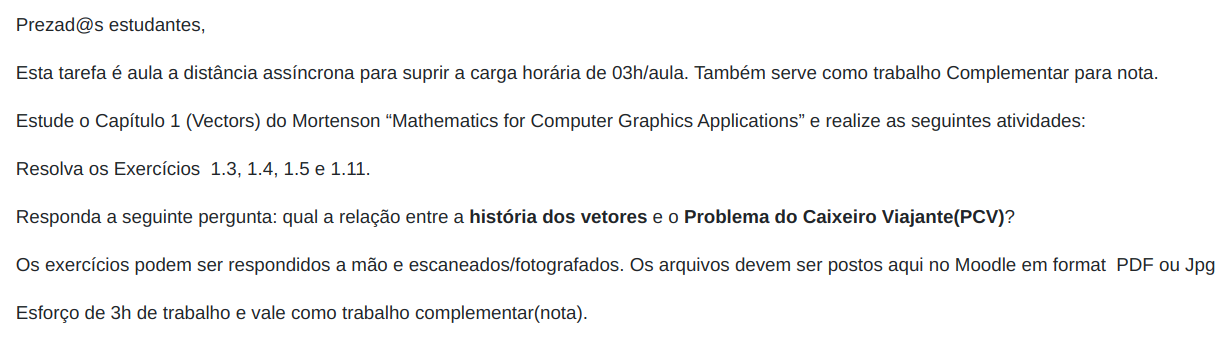 Prezad@s estudantes,
Esta tarefa é aula a distância assíncrona para suprir a carga horária de 03h/aula. Também serve como trabalho Complementar para nota.
Estude o Capítulo 1 (Vectors) do Mortenson “Mathematics for Computer Graphics Applications” e realize as seguintes atividades:
Resolva os Exercícios  1.3, 1.4, 1.5 e 1.11.
Responda a seguinte pergunta: qual a relação entre a história dos vetores e o Problema do Caixeiro Viajante(PCV)?
Os exercícios podem ser respondidos a mão e escaneados/fotografados. Os arquivos devem ser postos aqui no Moodle em format  PDF ou Jpg
Esforço de 3h de trabalho e vale como trabalho complementar(nota).